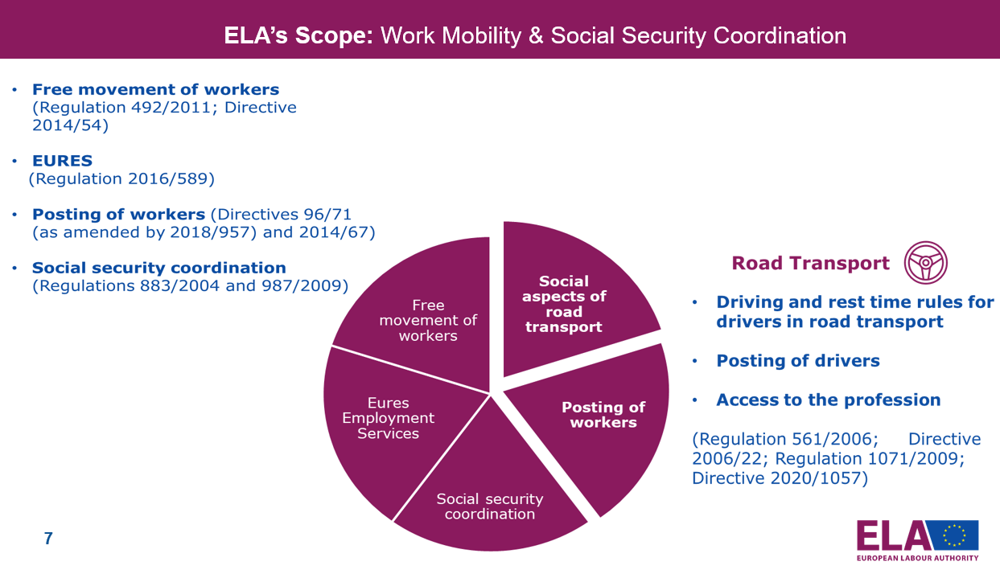 ELA’s Scope: Work Mobility & Social Security Coordination
• Free movement of workers
(Regulation 492/2011; Directive
2014/54)
• EURES
(Regulation 2016/589)
• Posting of workers (Directives 96/71
(as amended by 2018/957) and 2014/67)
• Social security coordination
(Regulations 883/2004 and 987/2009)
Free
movement of
workers
Social
aspects of
road
transport
Eures
Employment
Services
Posting of
workers
Social security
coordination
Road Transport
• Driving and rest time rules for
drivers in road transport
• Posting of drivers
• Access to the profession
(Regulation 561/2006; Directive
2006/22; Regulation 1071/2009;
Directive 2020/1057)
7
ELA
EUROPEAN LABOUR AUTHORITY